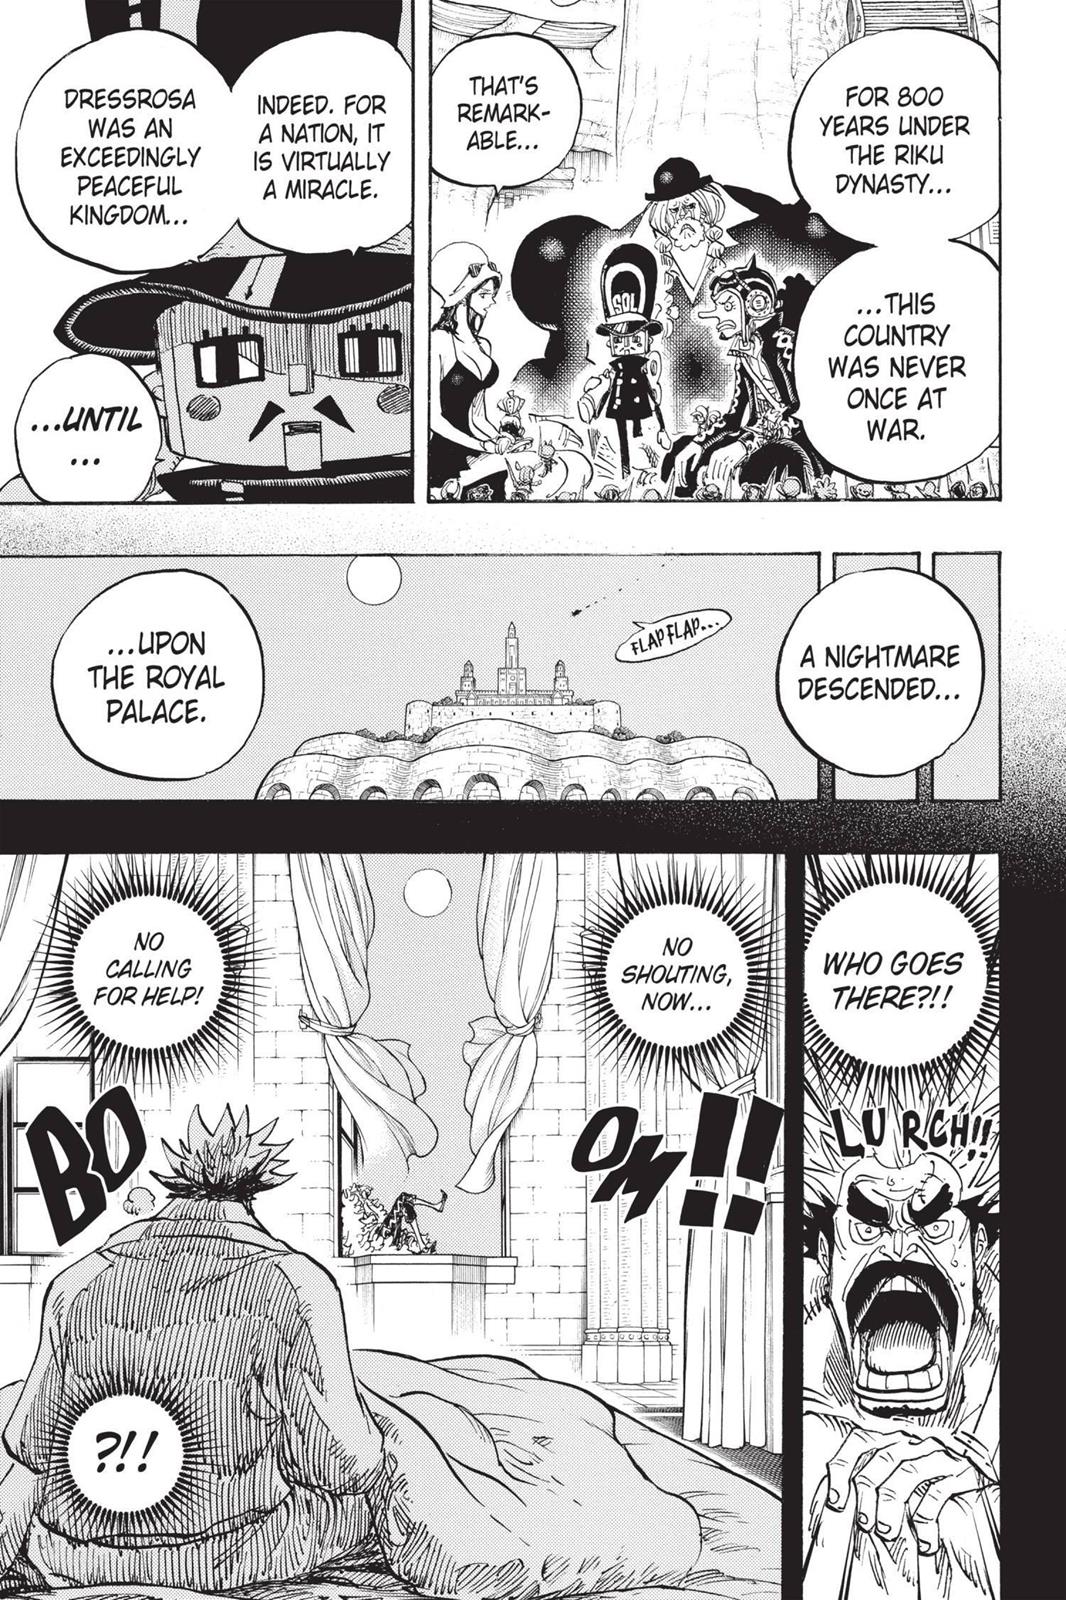 FOR 800
YEARS UNDER
THE RIKU
DYNASTY...
...THIS
COUNTRY
WAS NEVER
ONCE AT
WAR.
THAT'S
REMARK-
ABLE...
SOL
INDEED. FOR
A NATION, IT
IS VIRTUALLY
A MIRACLE.
DRESSROSA
WAS AN
EXCEEDINGLY
PEACEFUL
KINGDOM...
...UNTIL
...
A NIGHTMARE
DESCENDED...
FLAP FLAP...
...UPON
THE ROYAL
PALACE.
WHO GOES
THERE?!!
LURCH!!
NO
SHOUTING,
NOW...
NO
CALLING
FOR HELP!
BOOM!!
?!!